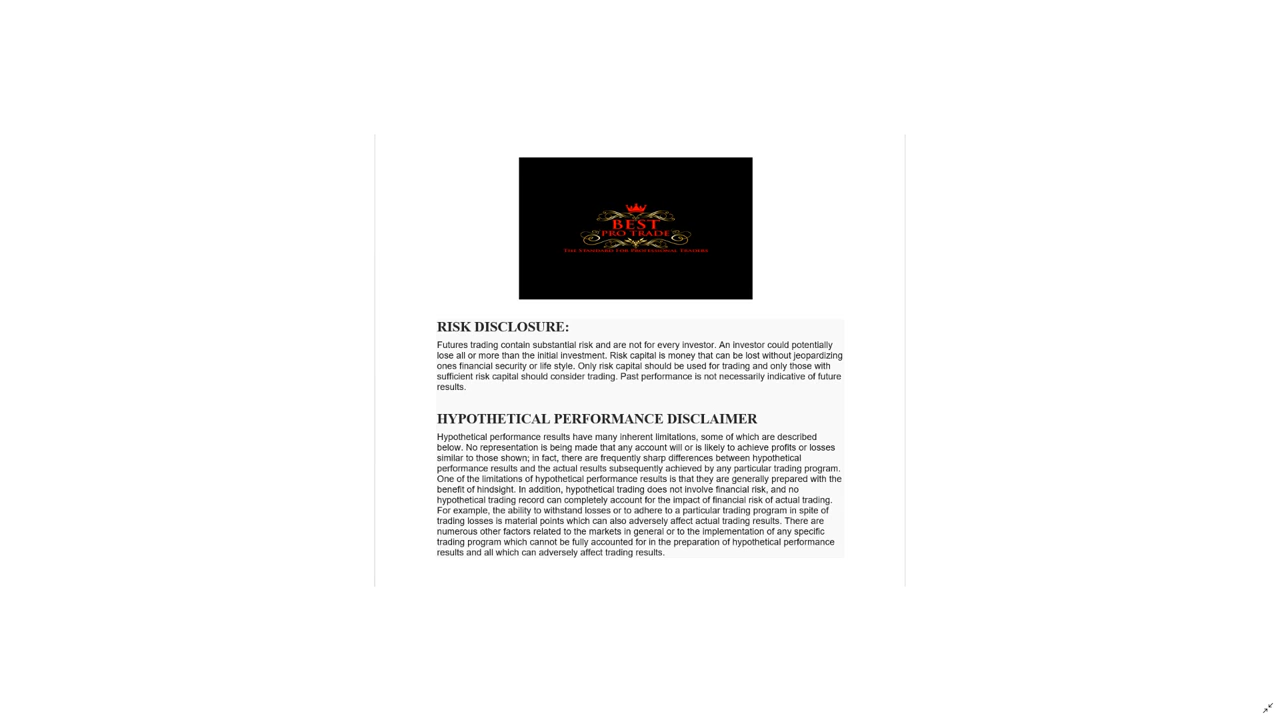 BEST
PRO TRADE
THE STANDARD FOR PROFESSIONAL TRADERS
RISK DISCLOSURE:
Futures trading contain substantial risk and are not for every investor. An investor could potentially
lose all or more than the initial investment. Risk capital is money that can be lost without jeopardizing
ones financial security or life style. Only risk capital should be used for trading and only those with
sufficient risk capital should consider trading. Past performance is not necessarily indicative of future
results.
HYPOTHETICAL PERFORMANCE DISCLAIMER
Hypothetical performance results have many inherent limitations, some of which are described
below. No representation is being made that any account will or is likely to achieve profits or losses
similar to those shown; in fact, there are frequently sharp differences between hypothetical
performance results and the actual results subsequently achieved by any particular trading program.
One of the limitations of hypothetical performance results is that they are generally prepared with the
benefit of hindsight. In addition, hypothetical trading does not involve financial risk, and no
hypothetical trading record can completely account for the impact of financial risk of actual trading.
For example, the ability to withstand losses or to adhere to a particular trading program in spite of
trading losses is material points which can also adversely affect actual trading results. There are
numerous other factors related to the markets in general or to the implementation of any specific
trading program which cannot be fully accounted for in the preparation of hypothetical performance
results and all which can adversely affect trading results.